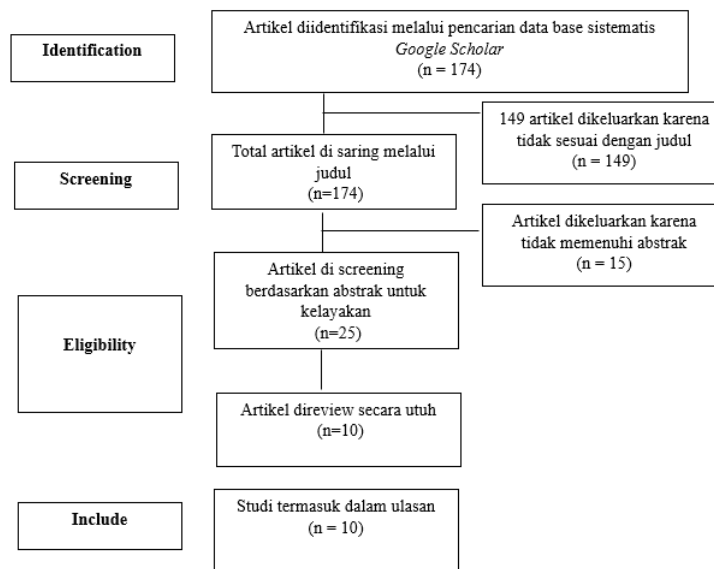 Identification
Artikel diidentifikasi melalui pencarian data base sistematis
Google Scholar
(n = 174)
149 artikel dikeluarkan karena
tidak sesuai dengan judul
(n = 149)
Screening
Total artikel di saring melalui
judul
(n=174)
Artikel dikeluarkan karena
tidak memenuhi abstrak
(n = 15)
Eligibility
Artikel di screening
berdasarkan abstrak untuk
kelayakan
(n=25)
Artikel direview secara utuh
(n=10)
Include
Studi termasuk dalam ulasan
(n = 10)